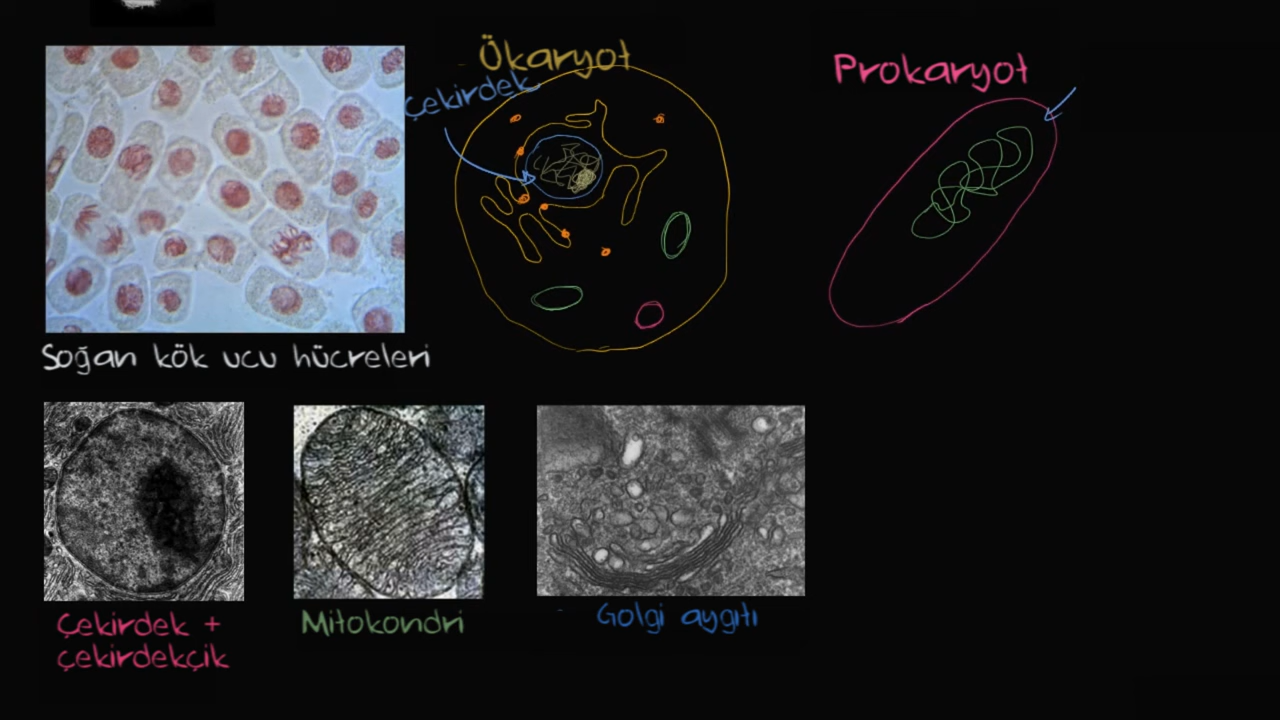 Ökaryot
Prokaryot
çekirdek
Soğan kök ucu hücreleri
Çekirdek +
çekirdekçik
Mitokondri
Golgi aygıtı